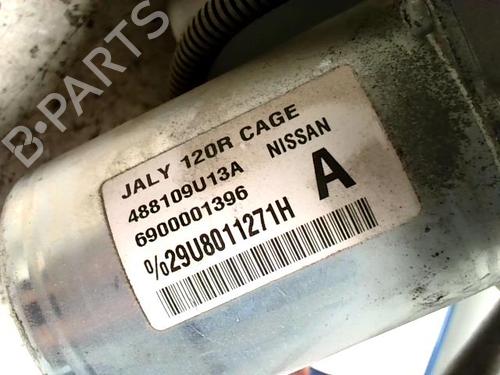 B-PARTS
JALY 120R CAGE
488109U13A NISSAN
6900001396
A
%29U8011271H